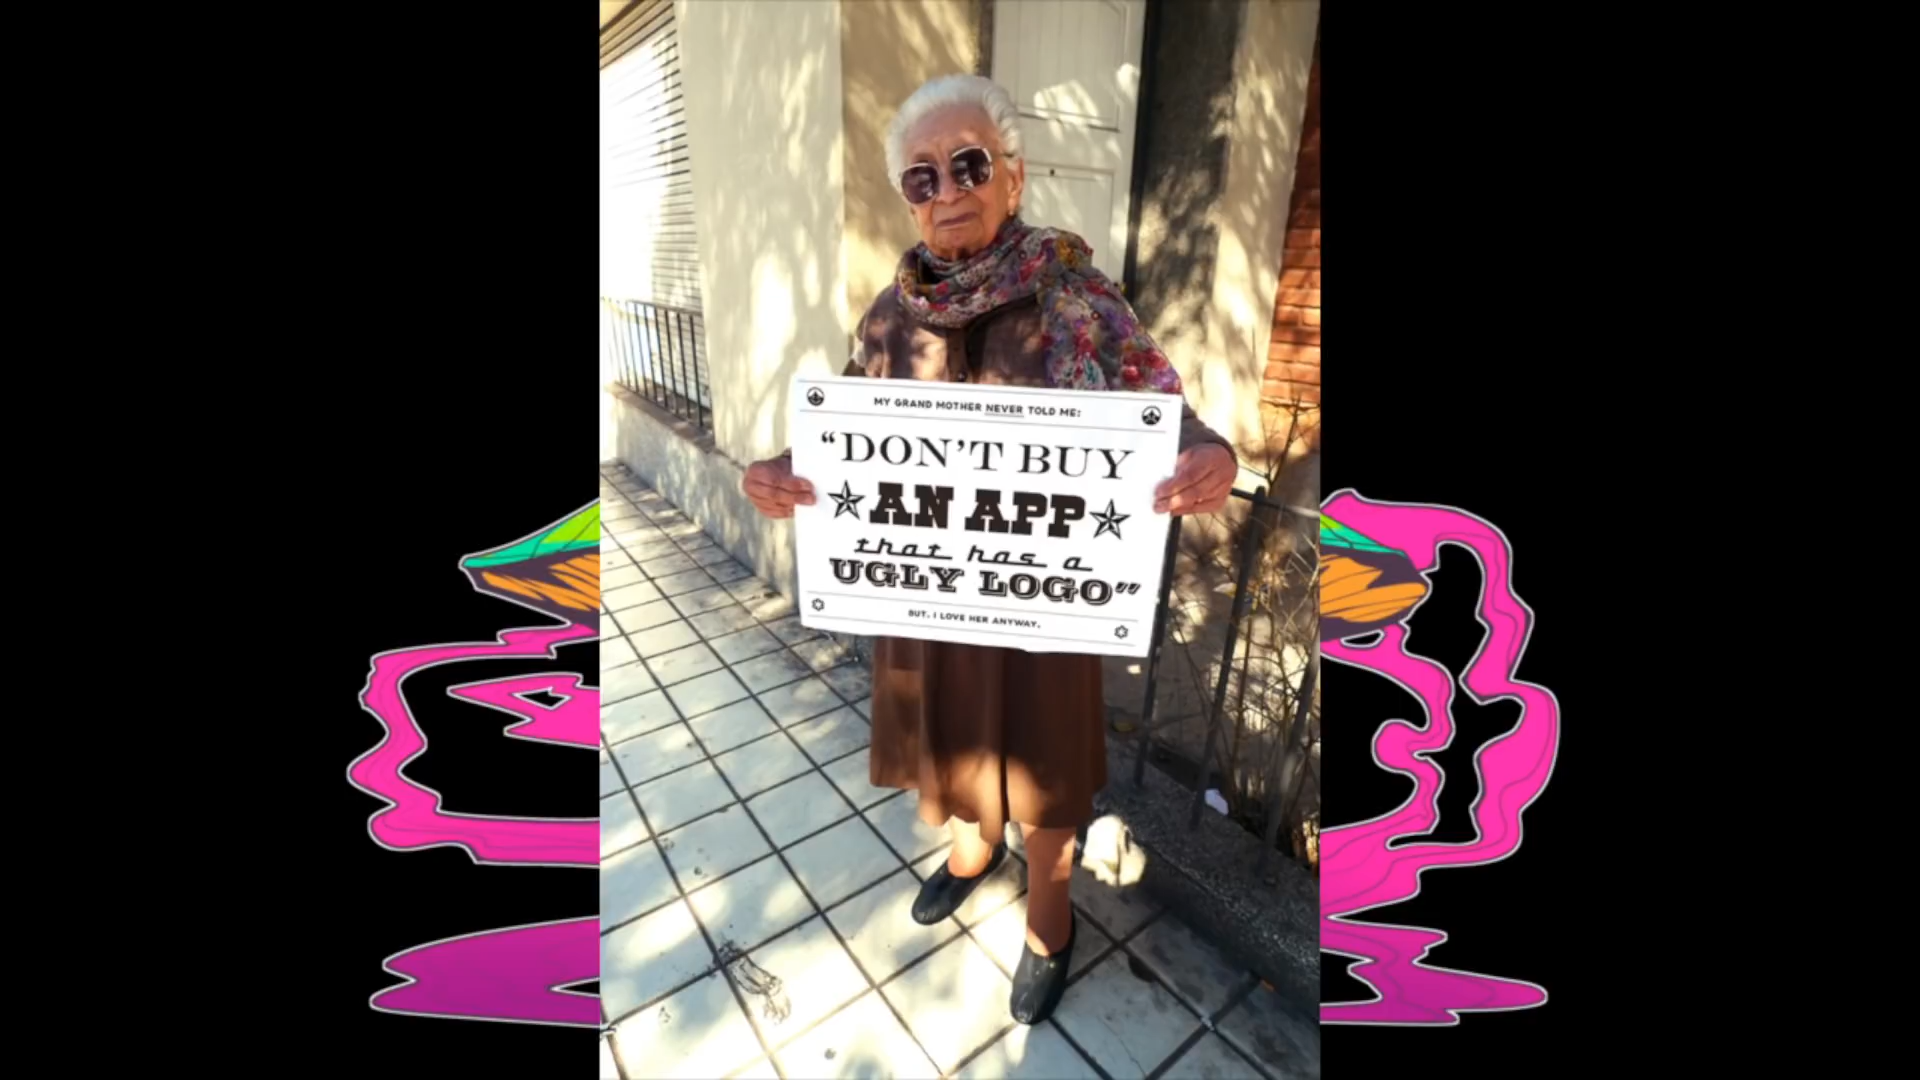 MY GRAND MOTHER NEVER TOLD ME:
“DON’T BUY
AN APP
that has a
UGLY LOGO”
BUT, I LOVE HER ANYWAY.